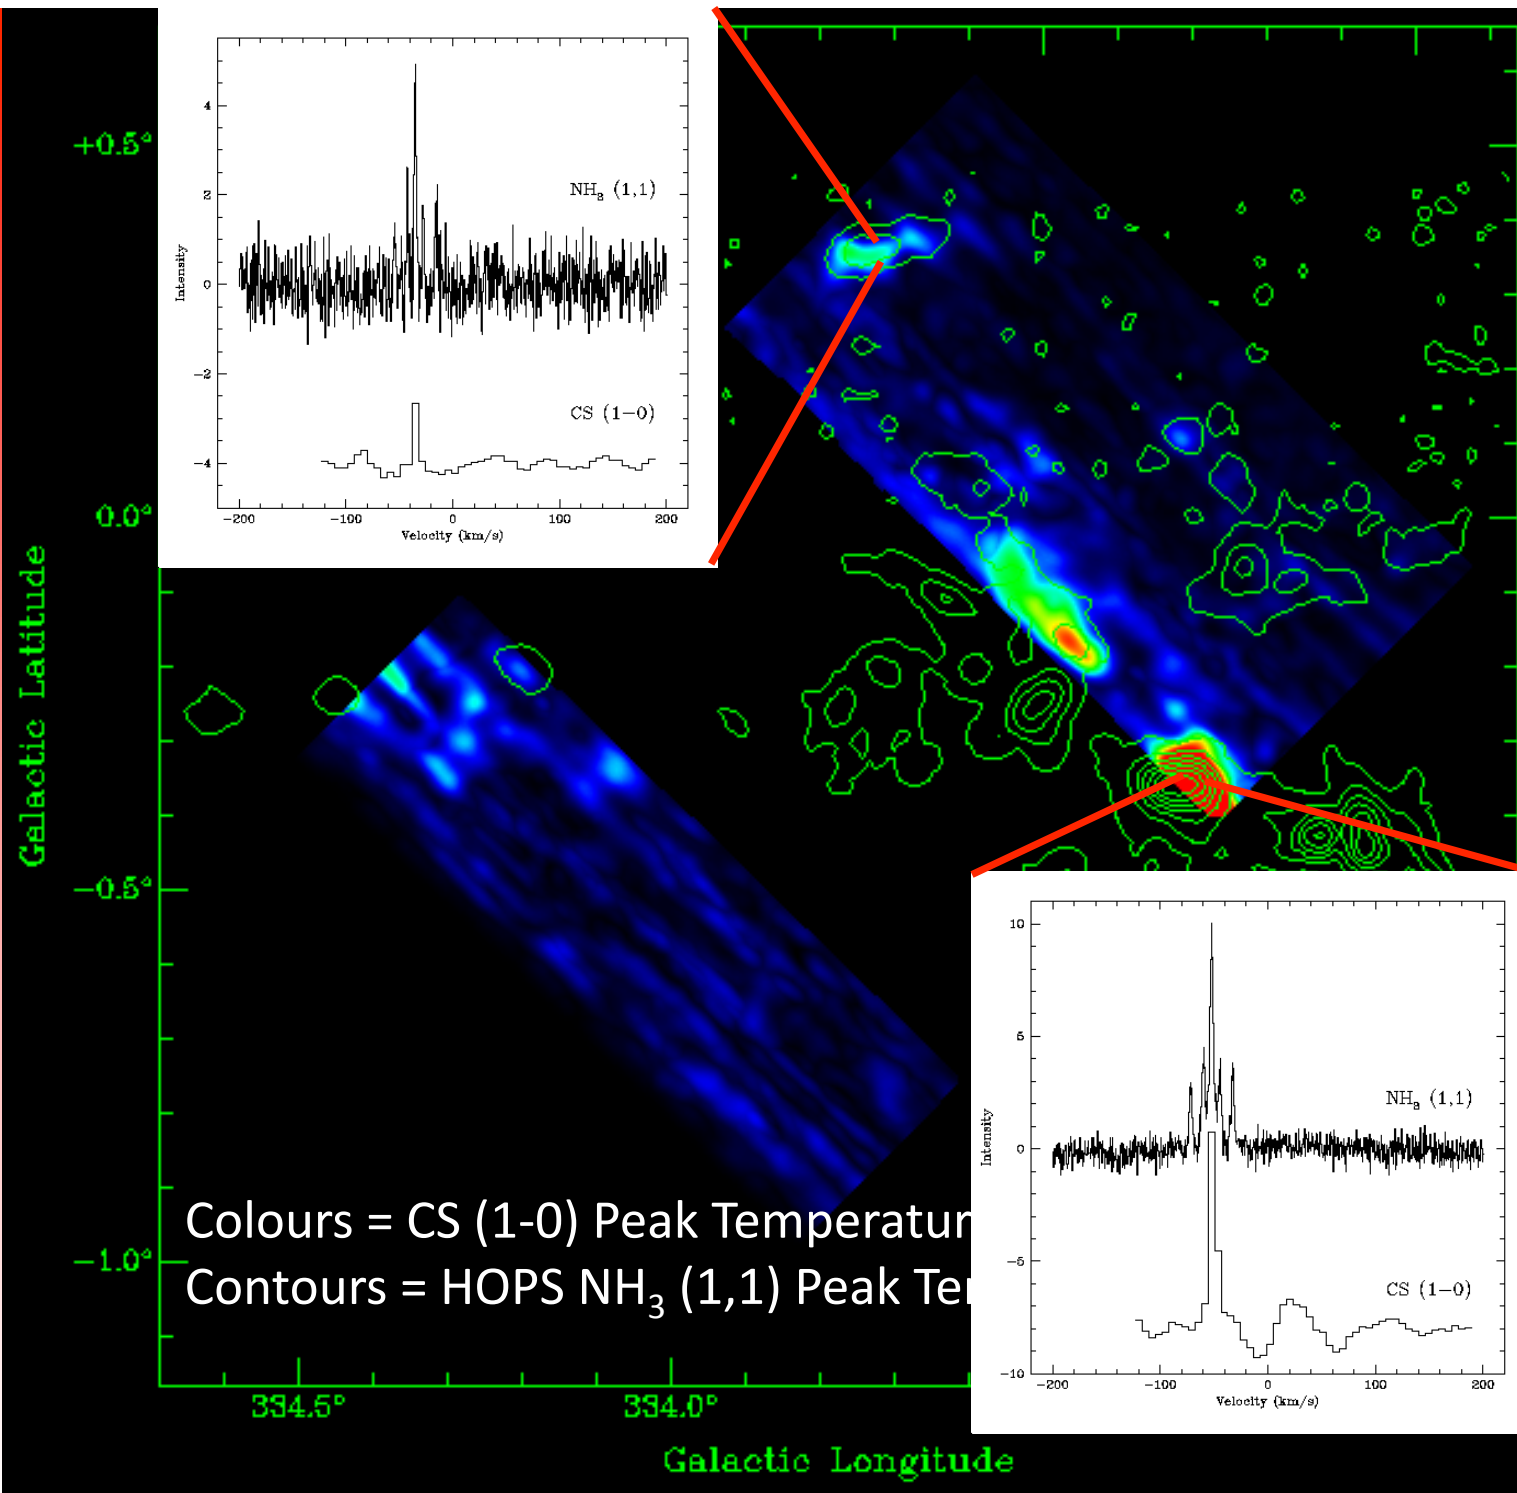 4
2
0
−2
−4
Intensity
NH3 (1,1)
CS (1−0)
−200 −100 0 100 200
Velocity (km/s)
+0.5°
0.0°
−0.5°
−1.0°
Galactic Latitude
10
5
0
−5
−10
Intensity
NH3 (1,1)
CS (1−0)
−200 −100 0 100 200
Velocity (km/s)
Colours = CS (1-0) Peak Temperatur
Contours = HOPS NH3 (1,1) Peak Te
334.5° 334.0°
Galactic Longitude